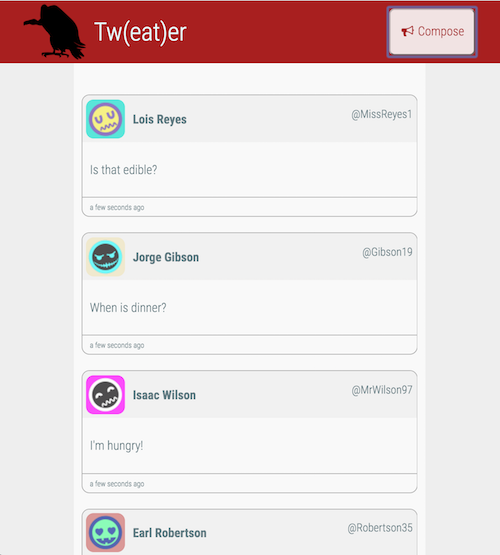 Tw(eat)er
Compose
Lois Reyes
@MissReyes1
Is that edible?
a few seconds ago
Jorge Gibson
@Gibson19
When is dinner?
a few seconds ago
Isaac Wilson
@MrWilson97
I'm hungry!
a few seconds ago
Earl Robertson
@Robertson35